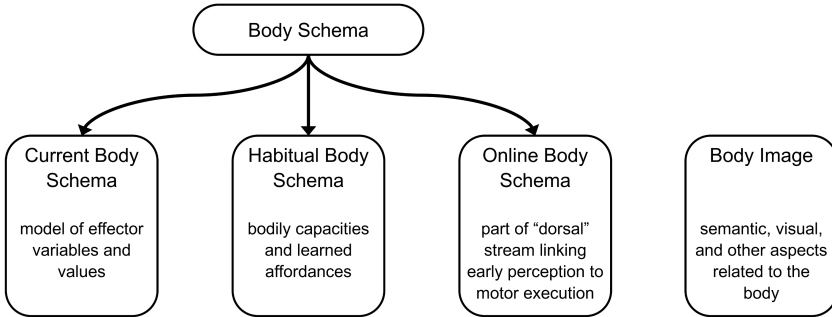 Body Schema
Current Body
Schema
model of effector
variables and
values
Habitual Body
Schema
bodily capacities
and learned
affordances
Online Body
Schema
part of “dorsal”
stream linking
early perception to
motor execution
Body Image
semantic, visual,
and other aspects
related to the
body